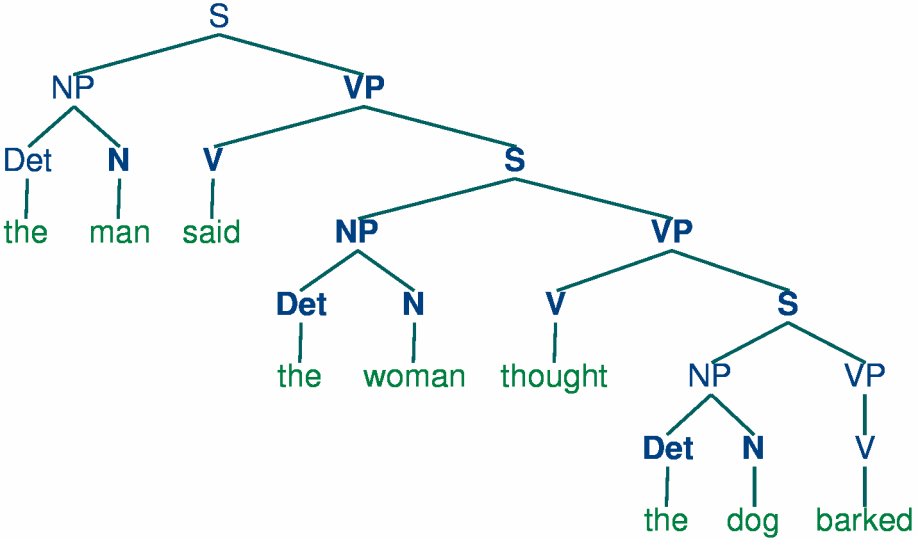 S
NP VP
Det N V S
the man said NP VP
Det N V S
the woman thought NP VP
Det N V
the dog barked